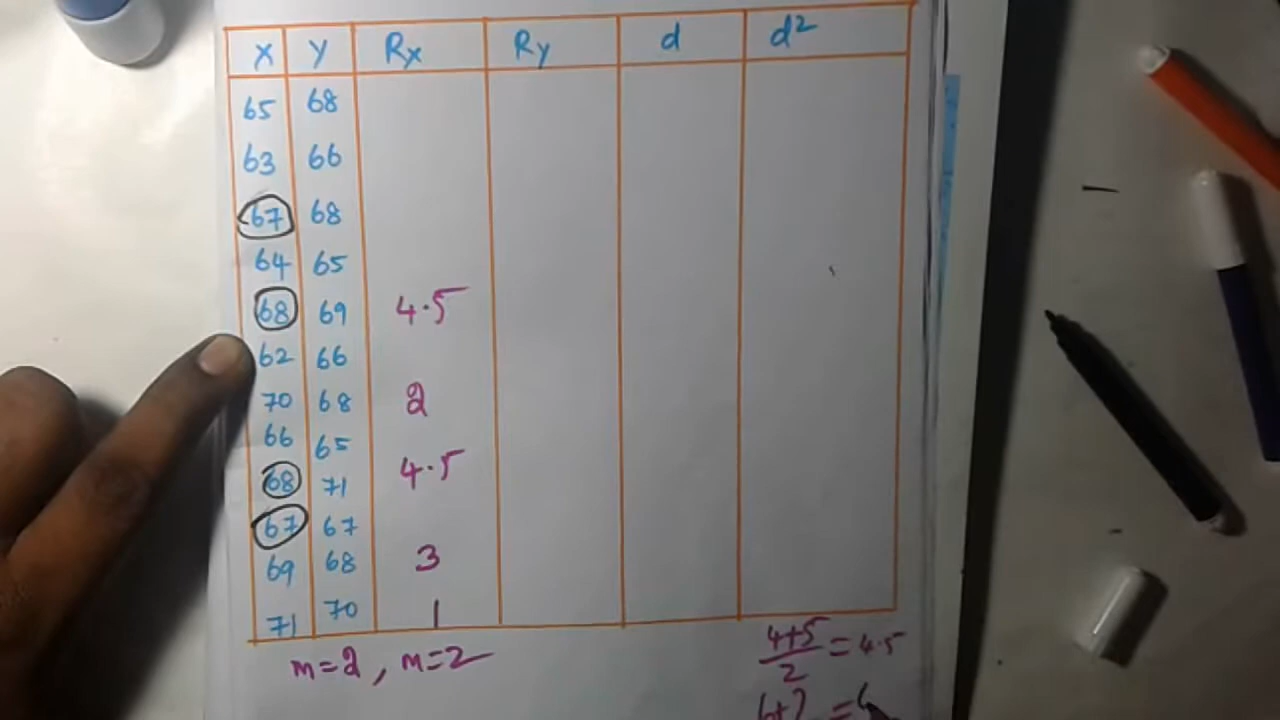 X Y Rx Ry d d²
65 68
63 66
67 68
64 65
68 69 4.5
62 66
70 68 2
66 65
68 71 4.5
67 67
69 68 3
71 70 1
m=2, m=2
4+5/2 = 4.5
6+7 =